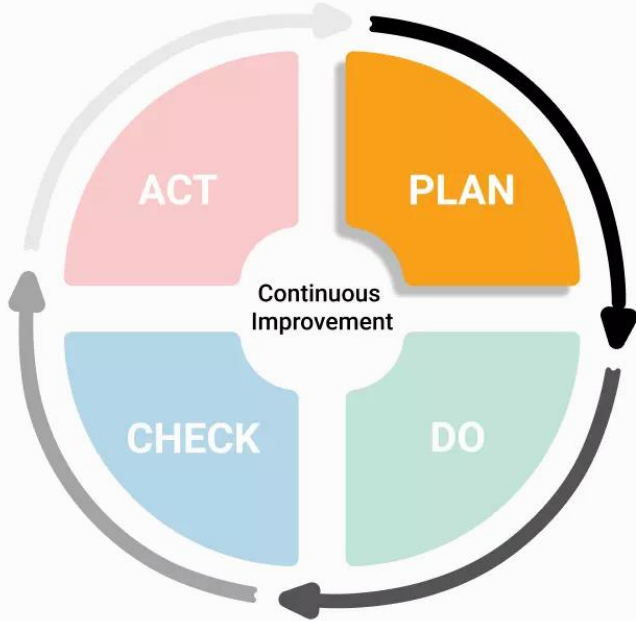 ACT
PLAN
Continuous
Improvement
CHECK
DO